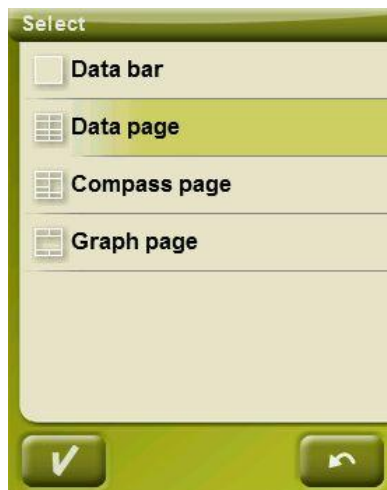 Select
Data bar
Data page
Compass page
Graph page